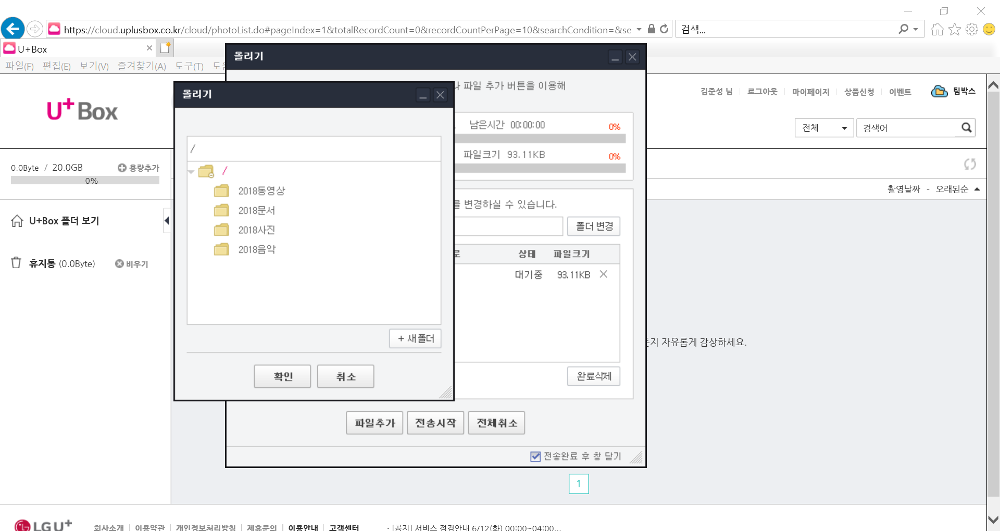 https://cloud.uplusbox.co.kr/cloud/photoList.do#pageIndex=1&totalRecordCount=0&recordCountPerPage=10&searchCondition=&se
검색...
U+Box
파일(F) 편집(E) 보기(V) 즐겨찾기(A) 도구(T)
올리기
파일 추가 버튼을 이용해
올리기
U+ Box
김준성 님 로그아웃 마이페이지 상품신청 이벤트 팀박스
전체 검색어
남은시간 00:00:00 0%
파일크기 93.11KB 0%
/
/
2018동영상
2018문서
2018사진
2018음악
+ 새폴더
확인 취소
0.0Byte / 20.0GB 용량추가
0%
촬영날짜 - 오래된순
U+Box 폴더 보기
휴지통 (0.0Byte) 비우기
를 변경하실 수 있습니다.
폴더 변경
로 상태 파일크기
대기중 93.11KB
자유롭게 감상하세요.
완료삭제
파일추가 전송시작 전체취소
전송완료 후 창 닫기
1
LG U+ 회사소개 이용약관 개인정보처리방침 제휴문의 이용안내 고객센터 - [공지] 서비스 점검안내 6/12(화) 00:00~04:00...